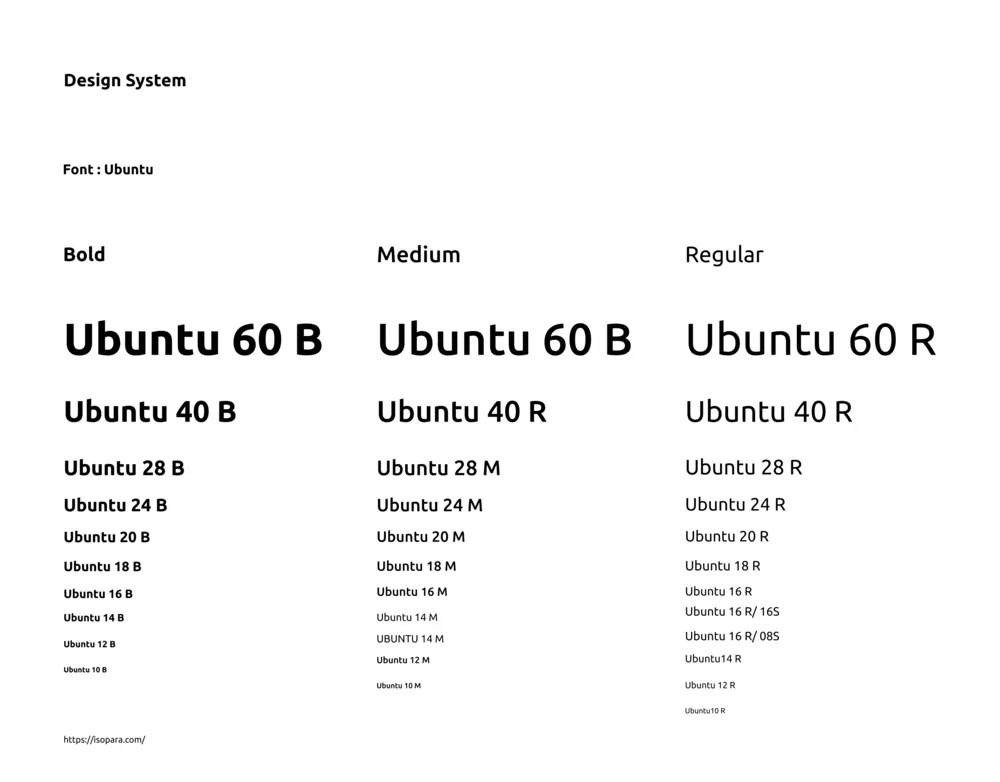 Design System
Font : Ubuntu
Bold
Ubuntu 60 B
Ubuntu 40 B
Ubuntu 28 B
Ubuntu 24 B
Ubuntu 20 B
Ubuntu 18 B
Ubuntu 16 B
Ubuntu 14 B
Ubuntu 12 B
Ubuntu 10 B
Medium
Ubuntu 60 B
Ubuntu 40 R
Ubuntu 28 M
Ubuntu 24 M
Ubuntu 20 M
Ubuntu 18 M
Ubuntu 16 M
Ubuntu 14 M
UBUNTU 14 M
Ubuntu 12 M
Ubuntu 10 M
Regular
Ubuntu 60 R
Ubuntu 40 R
Ubuntu 28 R
Ubuntu 24 R
Ubuntu 20 R
Ubuntu 18 R
Ubuntu 16 R
Ubuntu 16 R/ 16S
Ubuntu 16 R/ 08S
Ubuntu14 R
Ubuntu 12 R
Ubuntu10 R
https://isopara.com/